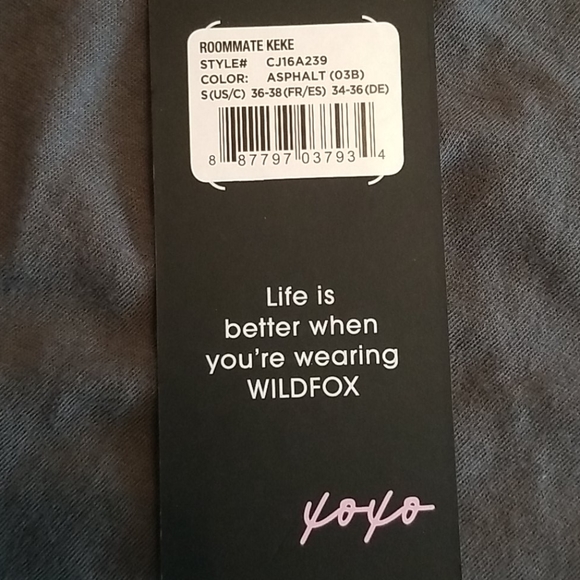 ROOMMATE KEKE
STYLE# CJ16A239
COLOR: ASPHALT (03B)
S(US/C) 36-38(FR/ES) 34-36(DE)
8 87797 03793 4
Life is
better when
you're wearing
WILDFOX
xoxo